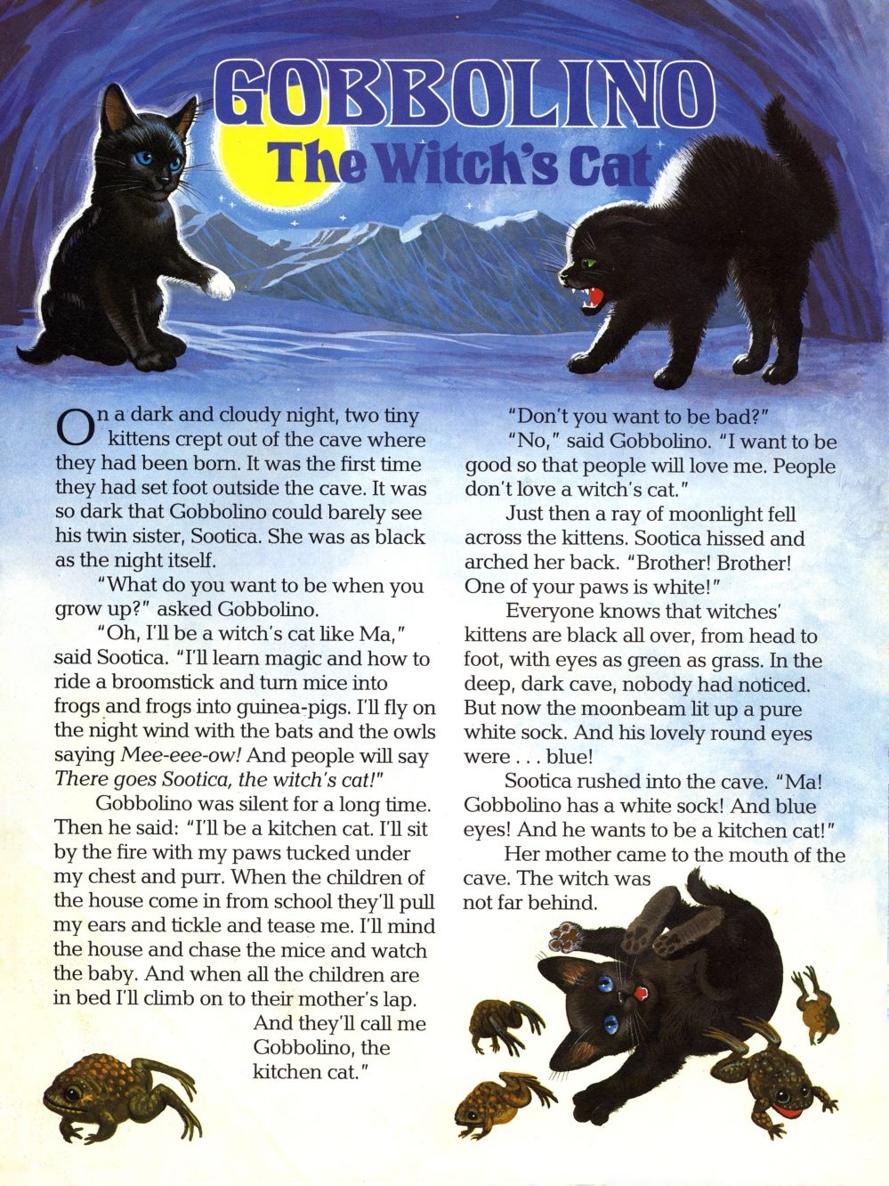 GOBBOLINO
The Witch's Cat
On a dark and cloudy night, two tiny
kittens crept out of the cave where
they had been born. It was the first time
they had set foot outside the cave. It was
so dark that Gobbolino could barely see
his twin sister, Sootica. She was as black
as the night itself.
“What do you want to be when you
grow up?” asked Gobbolino.
“Oh, I'll be a witch's cat like Ma,”
said Sootica. “I'll learn magic and how to
ride a broomstick and turn mice into
frogs and frogs into guinea-pigs. I'll fly on
the night wind with the bats and the owls
saying Mee-eee-ow! And people will say
There goes Sootica, the witch's cat!”
Gobbolino was silent for a long time.
Then he said: “I'll be a kitchen cat. I'll sit
by the fire with my paws tucked under
my chest and purr. When the children of
the house come in from school they'll pull
my ears and tickle and tease me. I'll mind
the house and chase the mice and watch
the baby. And when all the children are
in bed I'll climb on to their mother's lap.
And they'll call me
Gobbolino, the
kitchen cat.”
“Don't you want to be bad?”
“No,” said Gobbolino. “I want to be
good so that people will love me. People
don't love a witch's cat.”
Just then a ray of moonlight fell
across the kittens. Sootica hissed and
arched her back. “Brother! Brother!
One of your paws is white!”
Everyone knows that witches'
kittens are black all over, from head to
foot, with eyes as green as grass. In the
deep, dark cave, nobody had noticed.
But now the moonbeam lit up a pure
white sock. And his lovely round eyes
were . . . blue!
Sootica rushed into the cave. “Ma!
Gobbolino has a white sock! And blue
eyes! And he wants to be a kitchen cat!”
Her mother came to the mouth of the
cave. The witch was
not far behind.